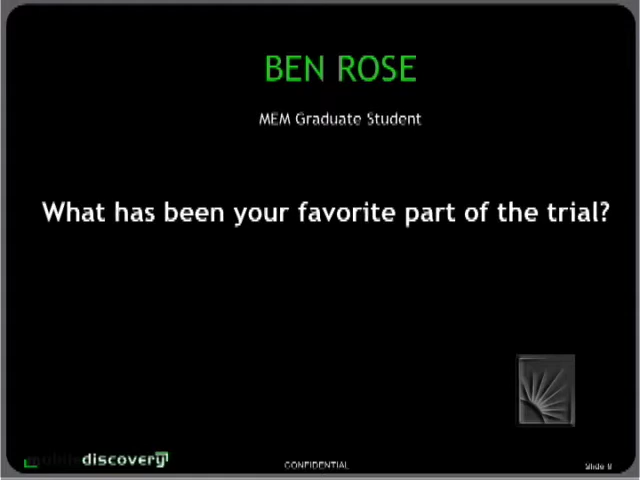 BEN ROSE
MEM Graduate Student
What has been your favorite part of the trial?
discovery
CONFIDENTIAL